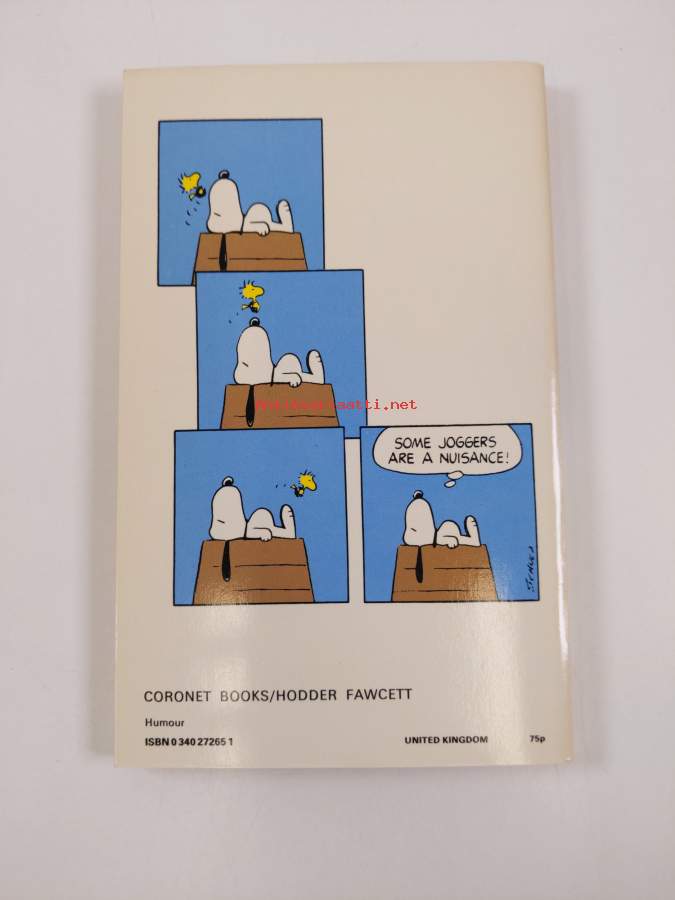 Antikvariaatti.net
SOME JOGGERS
ARE A NUISANCE!
SCHULZ
CORONET BOOKS/HODDER FAWCETT
Humour
ISBN 0 340 27265 1
UNITED KINGDOM 75p